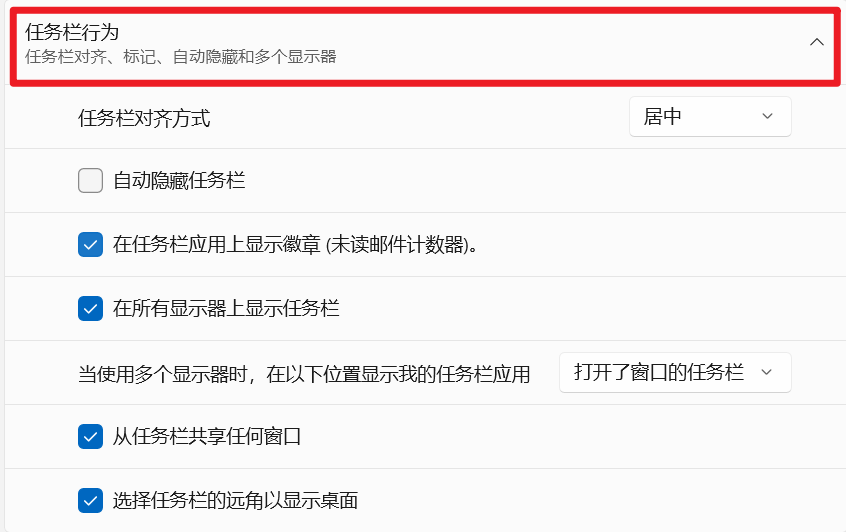 任务栏行为
任务栏对齐、标记、自动隐藏和多个显示器
任务栏对齐方式
居中
自动隐藏任务栏
在任务栏应用上显示徽章 (未读邮件计数器)。
在所有显示器上显示任务栏
当使用多个显示器时，在以下位置显示我的任务栏应用
打开了窗口的任务栏
从任务栏共享任何窗口
选择任务栏的远角以显示桌面